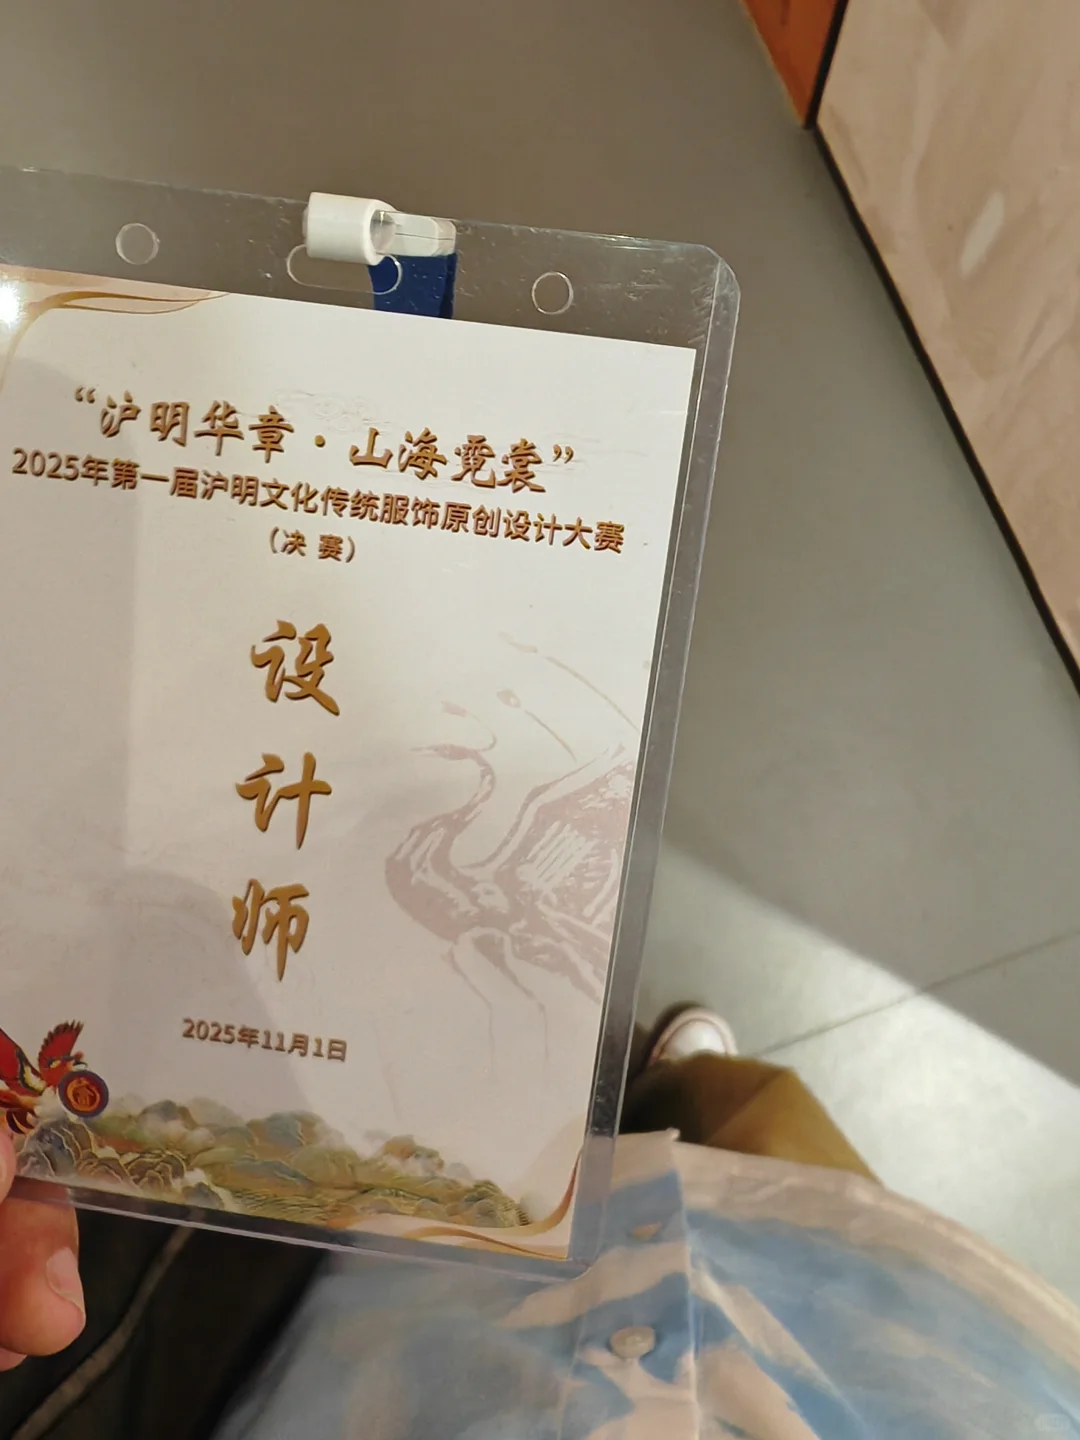 “沪明华章·山海霓裳”
2025年第一届沪明文化传统服饰原创设计大赛
（决赛）
设
计
师
2025年11月1日